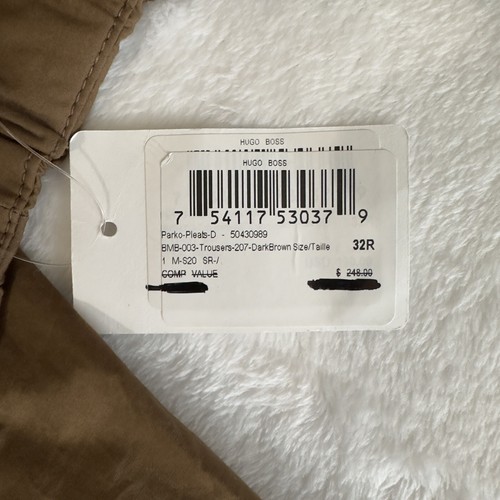 HUGO BOSS
HUGO BOSS
7 54117 53037 9
Parko-Pleats-D - 50430989
BMB-003-Trousers-207-DarkBrown Size/Taille 32R
1 M-S20 SR-/
COMP VALUE $ 248.00